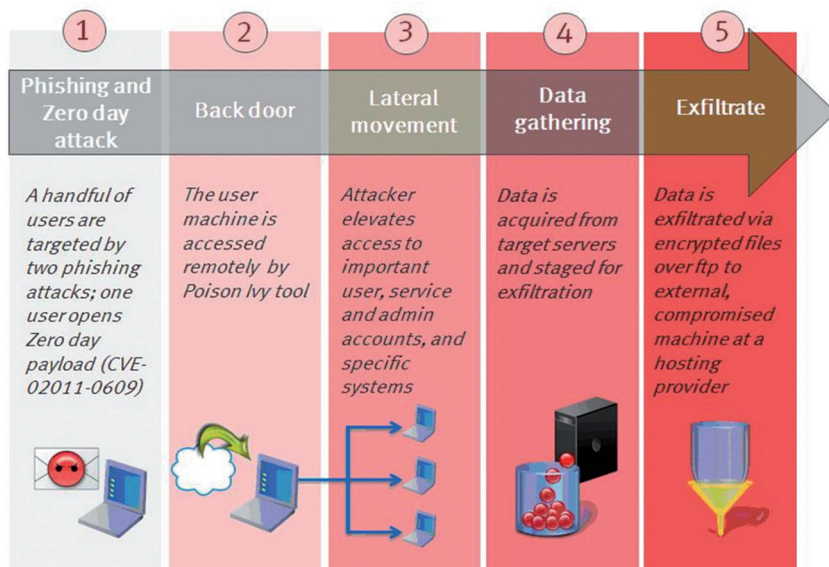 1
Phishing and
Zero day
attack
A handful of
users are
targeted by
two phishing
attacks; one
user opens
Zero day
payload (CVE-
02011-0609)
2
Back door
The user
machine is
accessed
remotely by
Poison Ivy tool
3
Lateral
movement
Attacker
elevates
access to
important
user, service
and admin
accounts, and
specific
systems
4
Data
gathering
Data is
acquired from
target servers
and staged for
exfiltration
5
Exfiltrate
Data is
exfiltrated via
encrypted files
over ftp to
external,
compromised
machine at a
hosting
provider